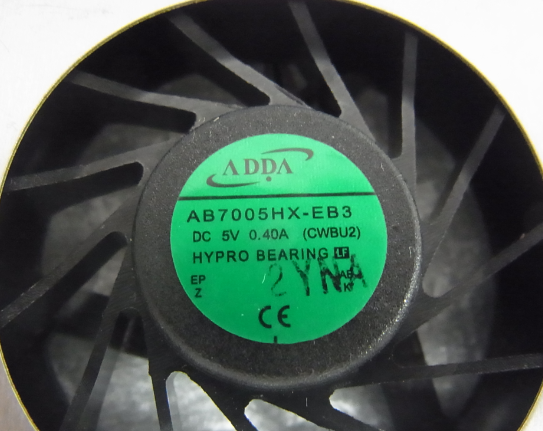 ADDA
AB7005HX-EB3
DC 5V 0.40A (CWBU2)
HYPRO BEARING LF
EP
Z
2YNA
K
CE